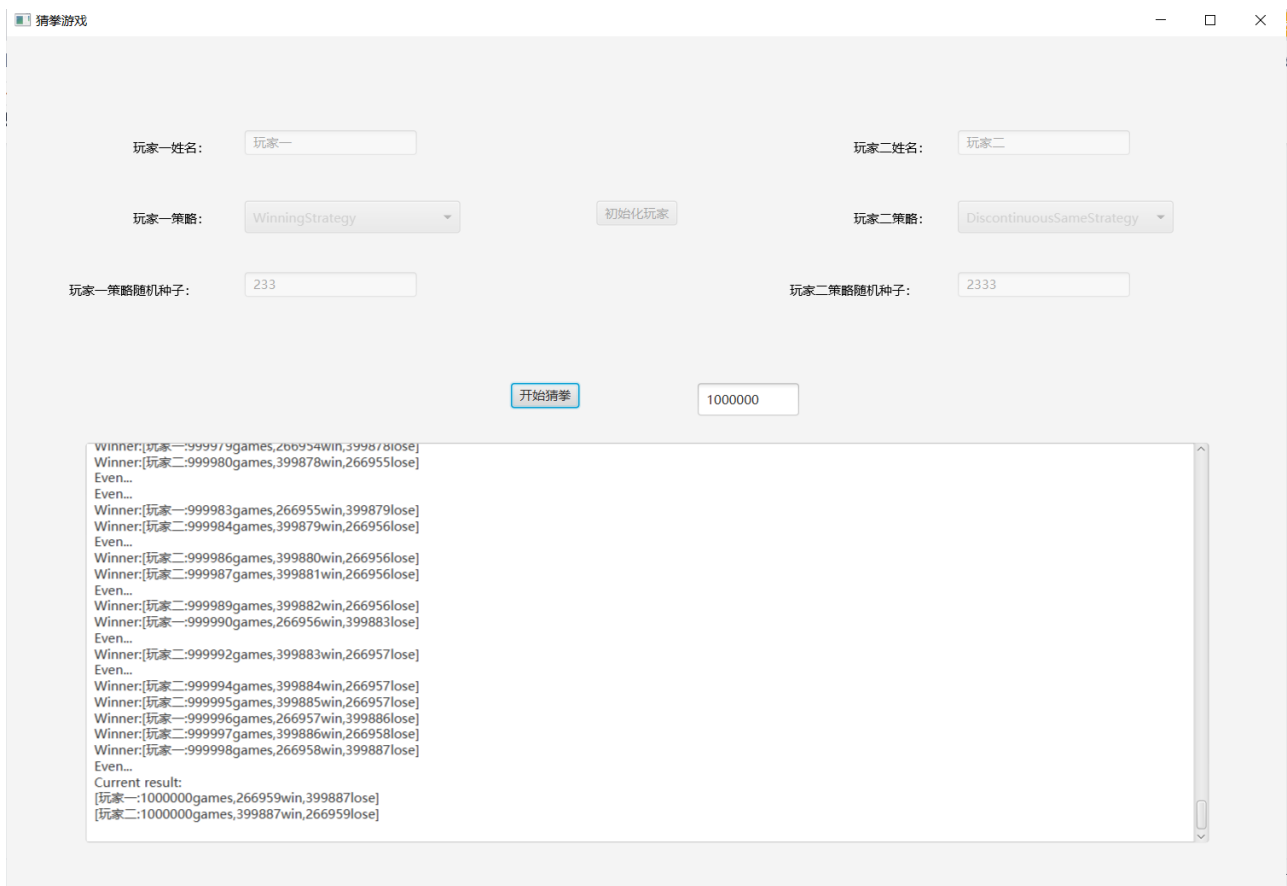 猜拳游戏
玩家一姓名： 玩家一 玩家二姓名： 玩家二
玩家一策略： WinningStrategy 初始化玩家 玩家二策略： DiscontinuousSameStrategy
玩家一策略随机种子： 233 玩家二策略随机种子： 2333
开始猜拳 1000000
Winner:[玩家一:999979games,266954win,399878lose]
Winner:[玩家二:999980games,399878win,266955lose]
Even...
Even...
Winner:[玩家一:999983games,266955win,399879lose]
Winner:[玩家二:999984games,399879win,266956lose]
Even...
Winner:[玩家二:999986games,399880win,266956lose]
Winner:[玩家二:999987games,399881win,266956lose]
Even...
Winner:[玩家二:999989games,399882win,266956lose]
Winner:[玩家一:999990games,266956win,399883lose]
Even...
Winner:[玩家二:999992games,399883win,266957lose]
Even...
Winner:[玩家二:999994games,399884win,266957lose]
Winner:[玩家二:999995games,399885win,266957lose]
Winner:[玩家一:999996games,266957win,399886lose]
Winner:[玩家二:999997games,399886win,266958lose]
Winner:[玩家一:999998games,266958win,399887lose]
Even...
Current result:
[玩家一:1000000games,266959win,399887lose]
[玩家二:1000000games,399887win,266959lose]